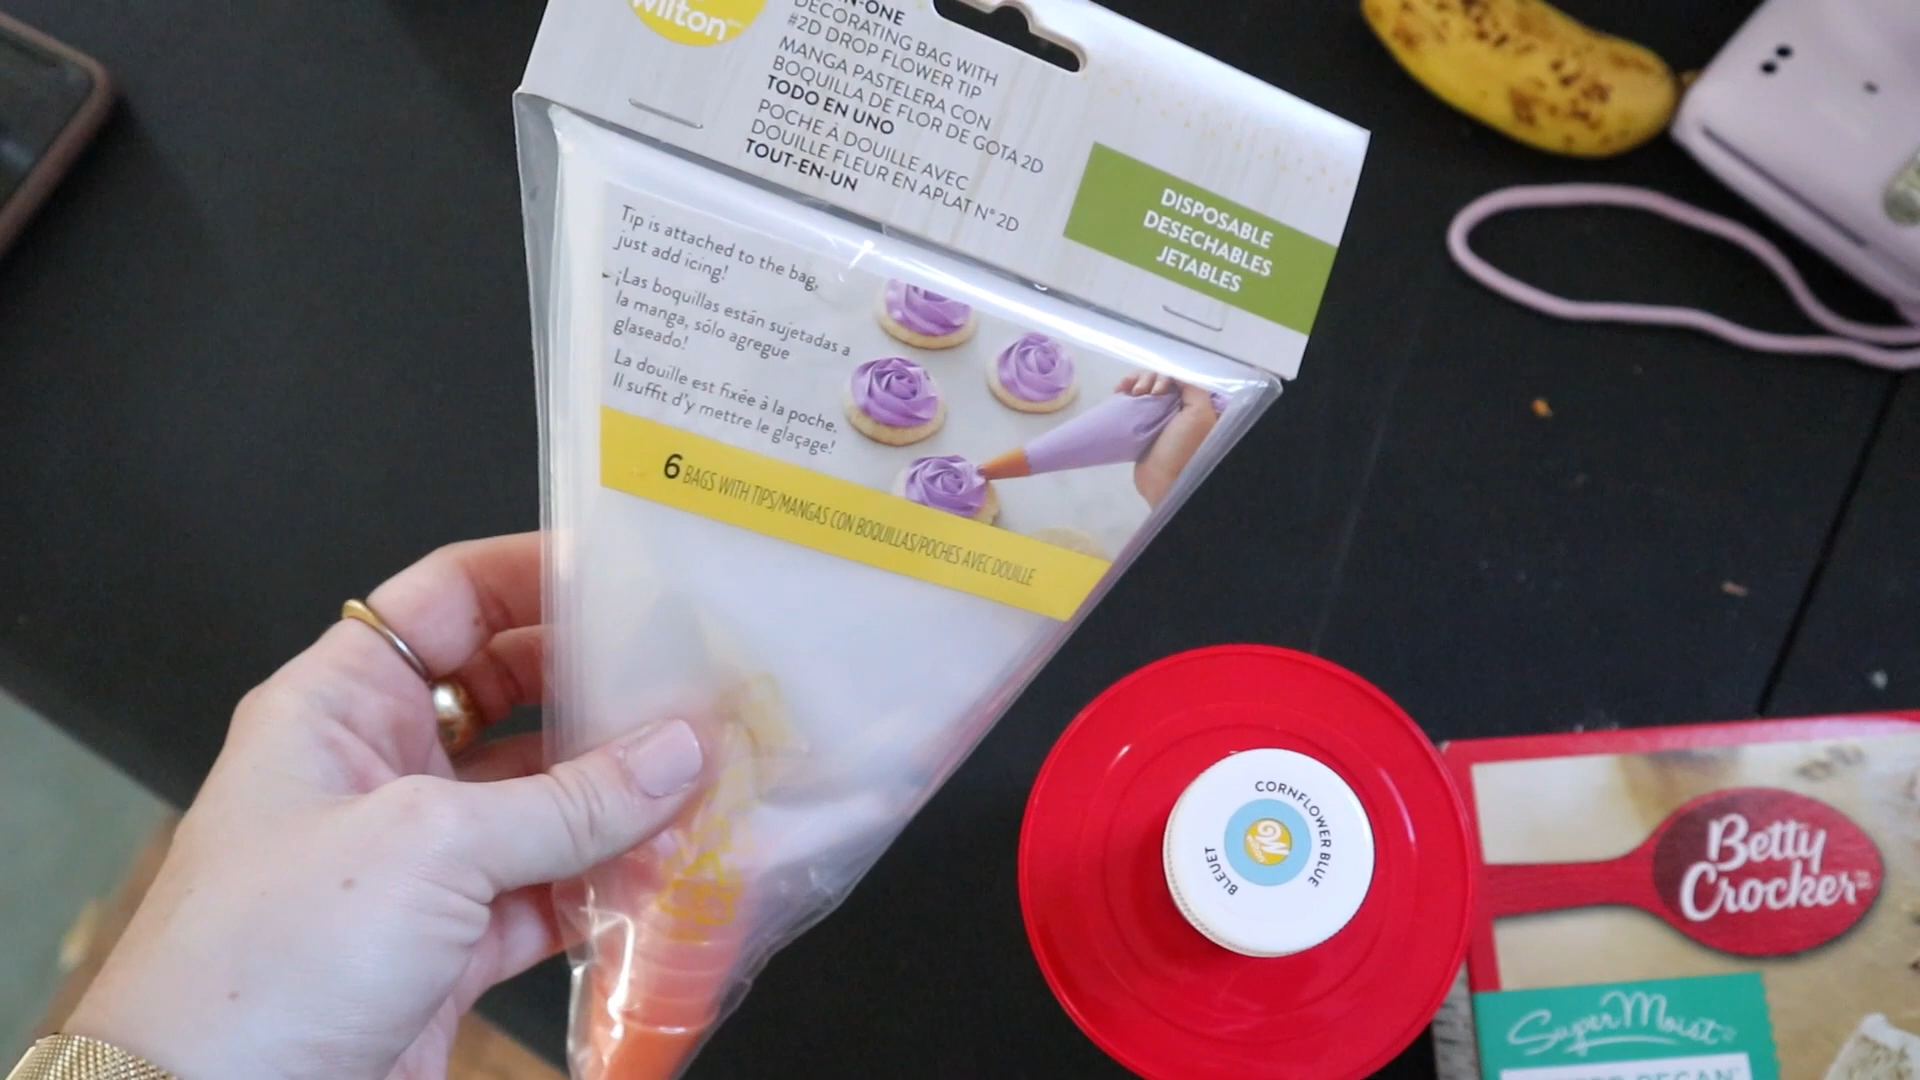 Wilton
N-ONE
DECORATING BAG WITH
#2D DROP FLOWER TIP
MANGA PASTELERA CON
BOQUILLA DE FLOR DE GOTA 2D
TODO EN UNO
POCHE À DOUILLE AVEC
DOUILLE FLEUR EN APLAT N° 2D
TOUT-EN-UN
DISPOSABLE
DESECHABLES
JETABLES
Tip is attached to the bag,
just add icing!
¡Las boquillas están sujetadas a
la manga, sólo agregue
glaseado!
La douille est fixée à la poche.
Il suffit d'y mettre le glaçage!
6 BAGS WITH TIPS/MANGAS CON BOQUILLAS/POCHES AVEC DOUILLE
CORNFLOWER BLUE
BLEUET
Betty
Crocker
Super Moist